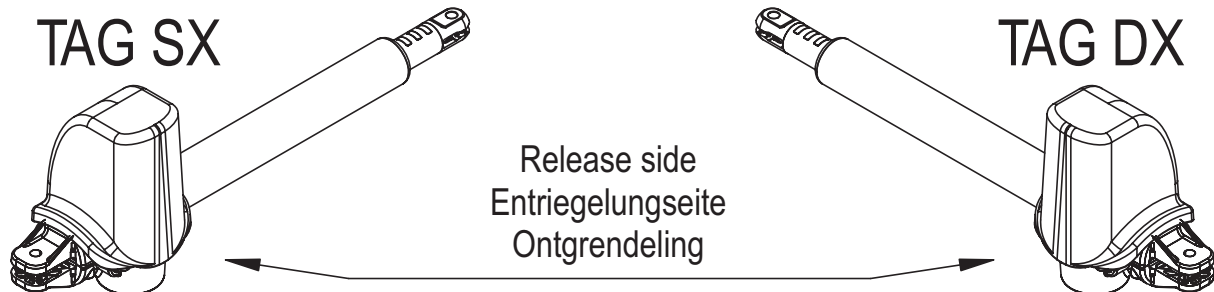 TAG SX
TAG DX
Release side
Entriegelungseite
Ontgrendeling